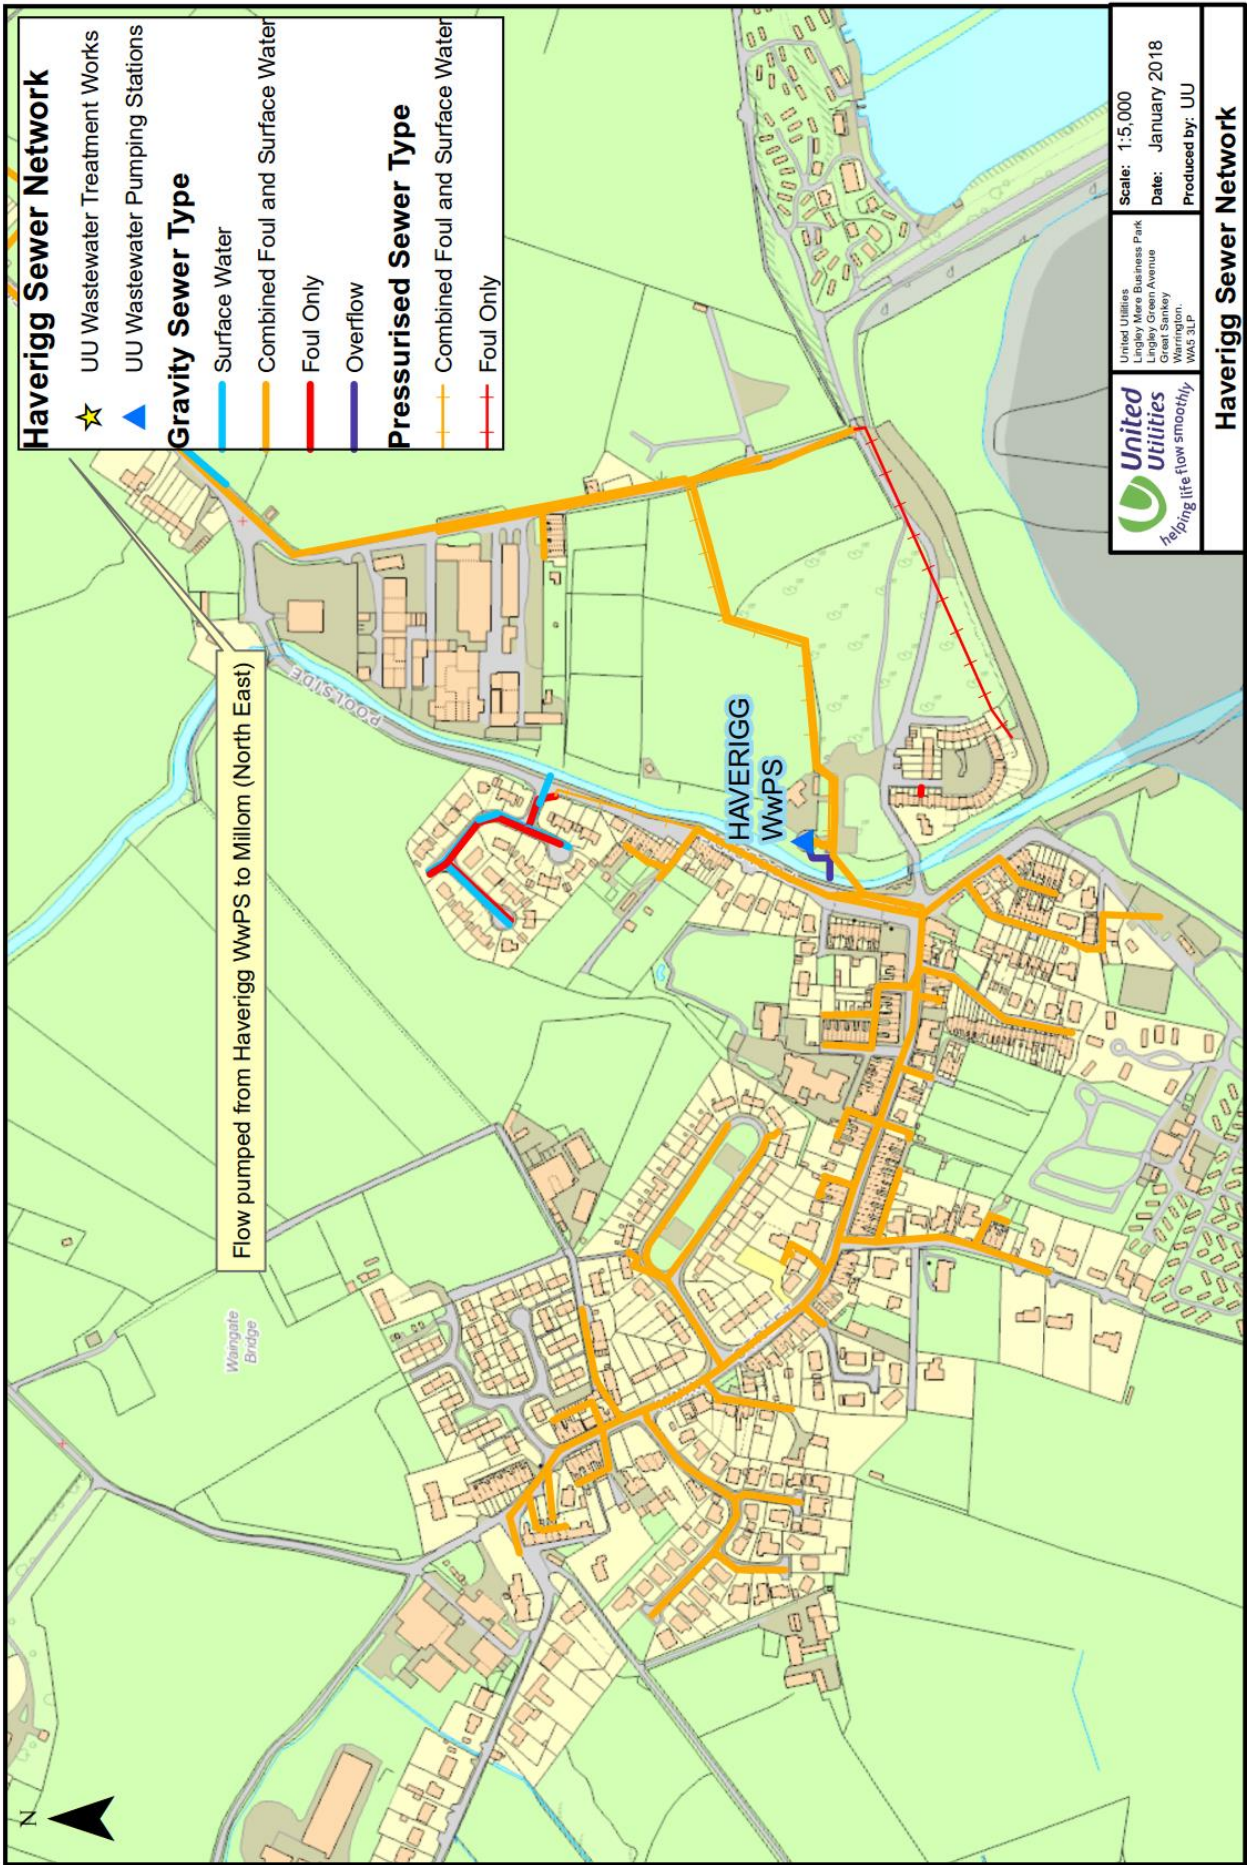 Haverigg Sewer Network
UU Wastewater Treatment Works
UU Wastewater Pumping Stations
Gravity Sewer Type
Surface Water
Combined Foul and Surface Water
Foul Only
Overflow
Pressurised Sewer Type
Combined Foul and Surface Water
Foul Only
N
Waingate
Bridge
Flow pumped from Haverigg WwPS to Millom (North East)
POOLSIDE
HAVERIGG
WwPS
United
Utilities
helping life flow smoothly
United Utilities
Lingley Mere Business Park
Lingley Green Avenue
Great Sankey
Warrington.
WA5 3LP
Scale: 1:5,000
Date: January 2018
Produced by: UU
Haverigg Sewer Network